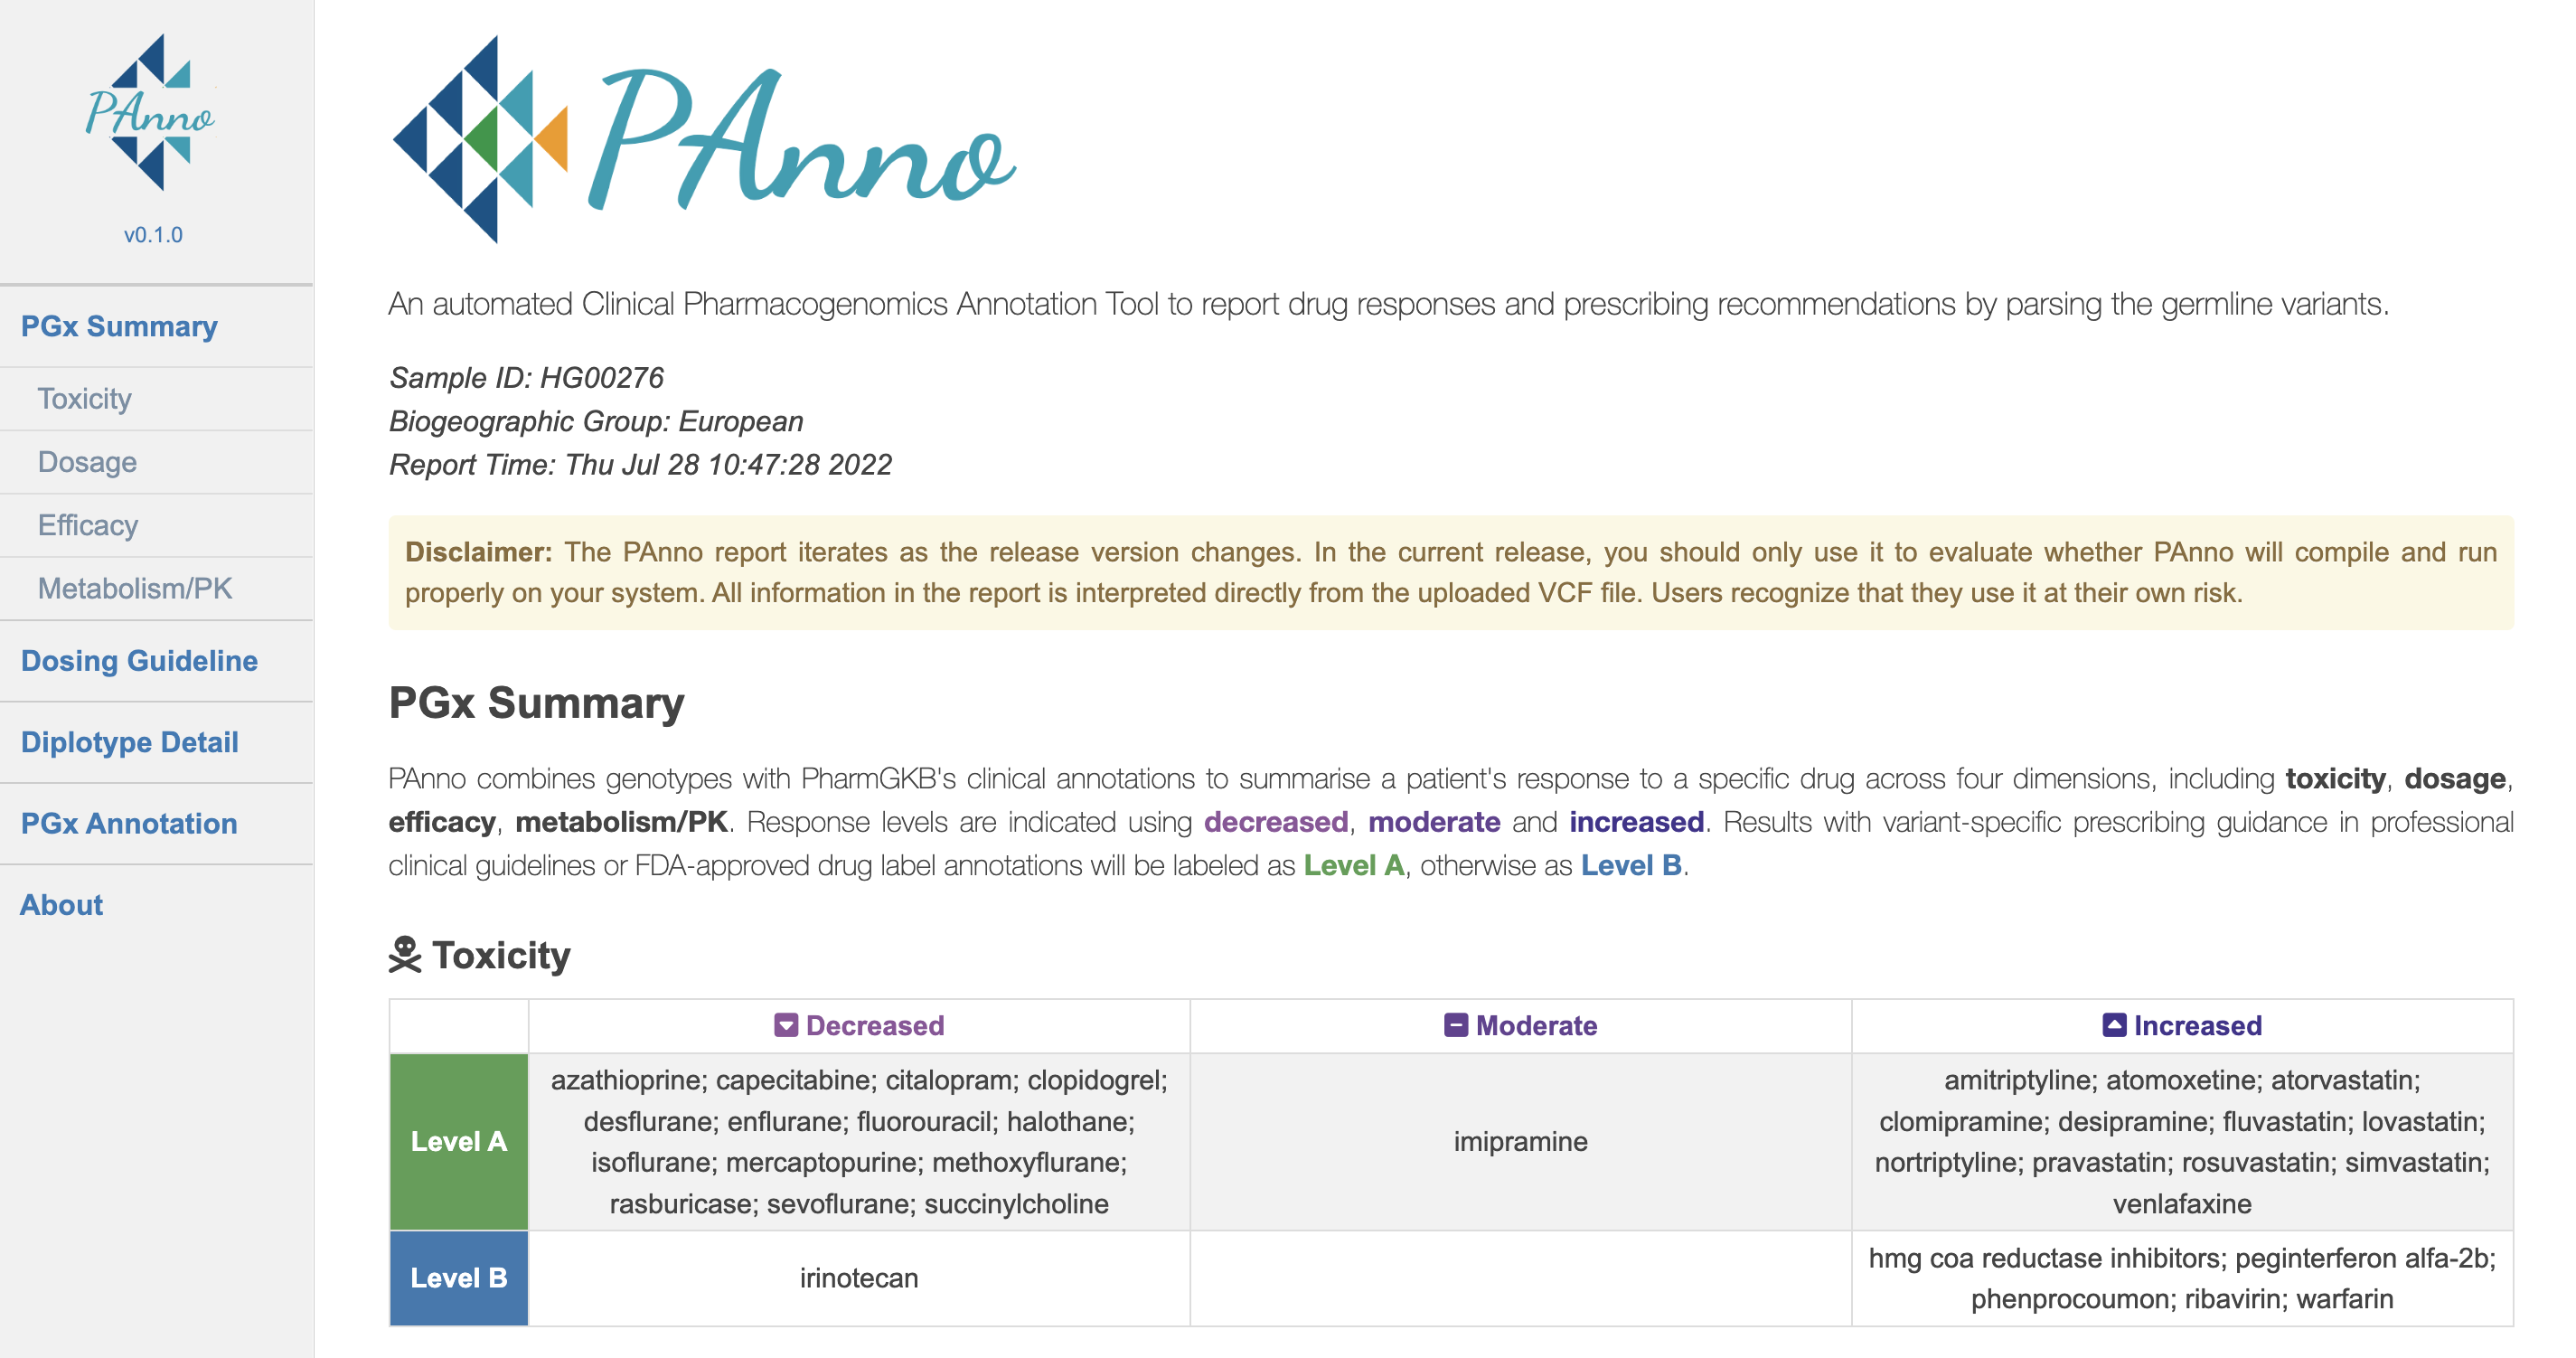 PAnno
v0.1.0
PGx Summary
Toxicity
Dosage
Efficacy
Metabolism/PK
Dosing Guideline
Diplotype Detail
PGx Annotation
About
PAnno
An automated Clinical Pharmacogenomics Annotation Tool to report drug responses and prescribing recommendations by parsing the germline variants.
Sample ID: HG00276
Biogeographic Group: European
Report Time: Thu Jul 28 10:47:28 2022
Disclaimer: The PAnno report iterates as the release version changes. In the current release, you should only use it to evaluate whether PAnno will compile and run
properly on your system. All information in the report is interpreted directly from the uploaded VCF file. Users recognize that they use it at their own risk.
PGx Summary
PAnno combines genotypes with PharmGKB's clinical annotations to summarise a patient's response to a specific drug across four dimensions, including toxicity, dosage,
efficacy, metabolism/PK. Response levels are indicated using decreased, moderate and increased. Results with variant-specific prescribing guidance in professional
clinical guidelines or FDA-approved drug label annotations will be labeled as Level A, otherwise as Level B.
Toxicity
Decreased
Moderate
Increased
Level A
azathioprine; capecitabine; citalopram; clopidogrel;
desflurane; enflurane; fluorouracil; halothane;
isoflurane; mercaptopurine; methoxyflurane;
rasburicase; sevoflurane; succinylcholine
imipramine
amitriptyline; atomoxetine; atorvastatin;
clomipramine; desipramine; fluvastatin; lovastatin;
nortriptyline; pravastatin; rosuvastatin; simvastatin;
venlafaxine
Level B
irinotecan
hmg coa reductase inhibitors; peginterferon alfa-2b;
phenprocoumon; ribavirin; warfarin